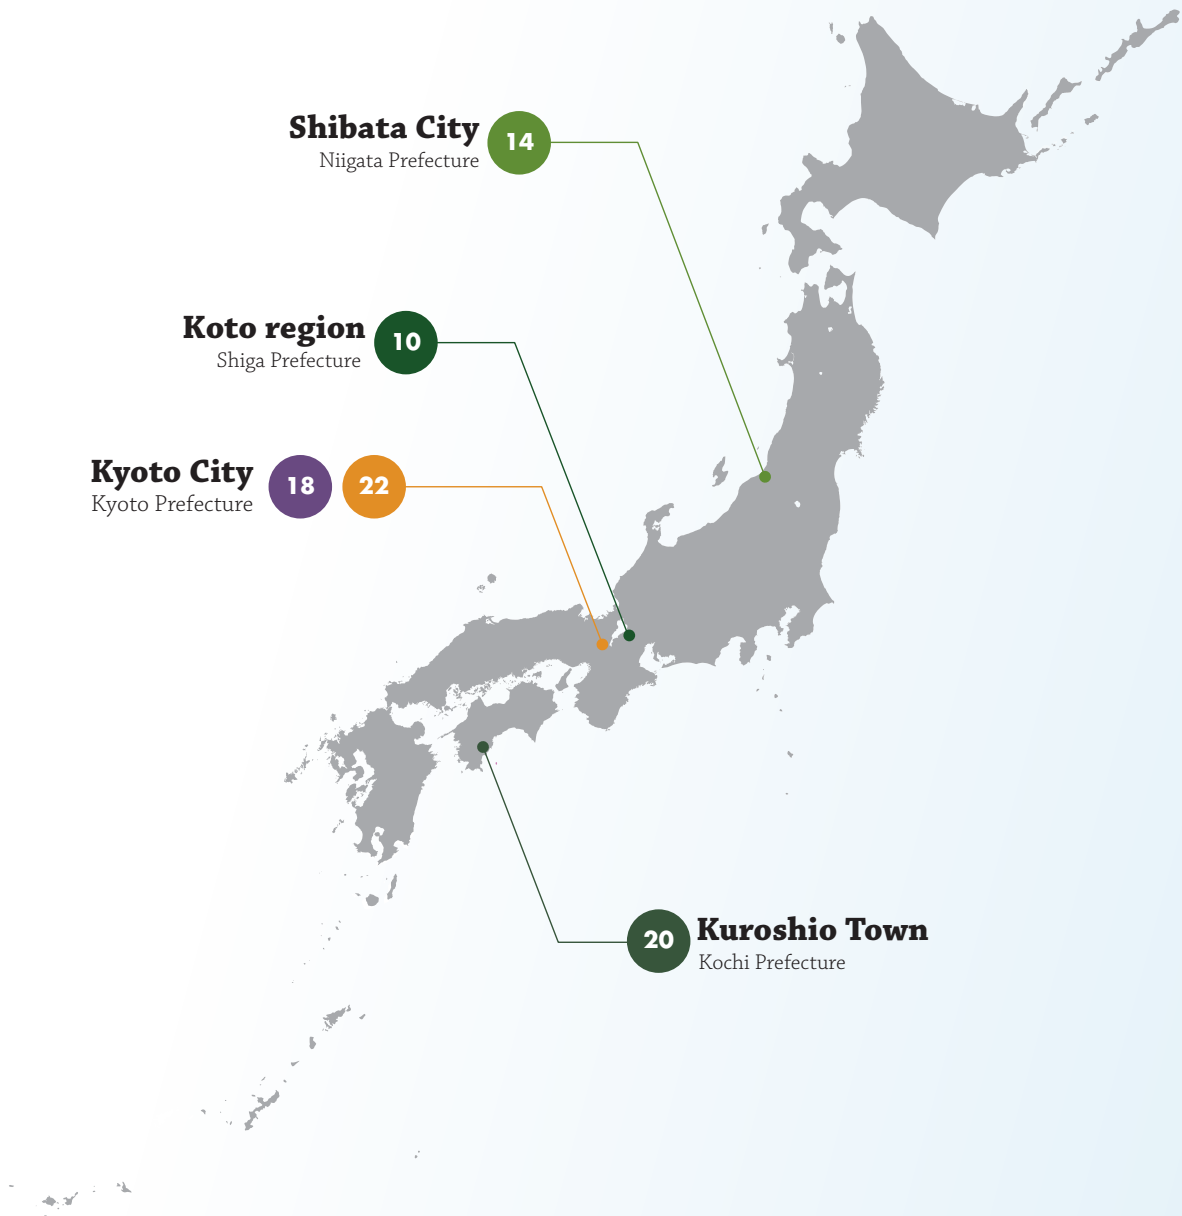 Shibata City
Niigata Prefecture
14
Koto region
Shiga Prefecture
10
Kyoto City
Kyoto Prefecture
18 22
20
Kuroshio Town
Kochi Prefecture